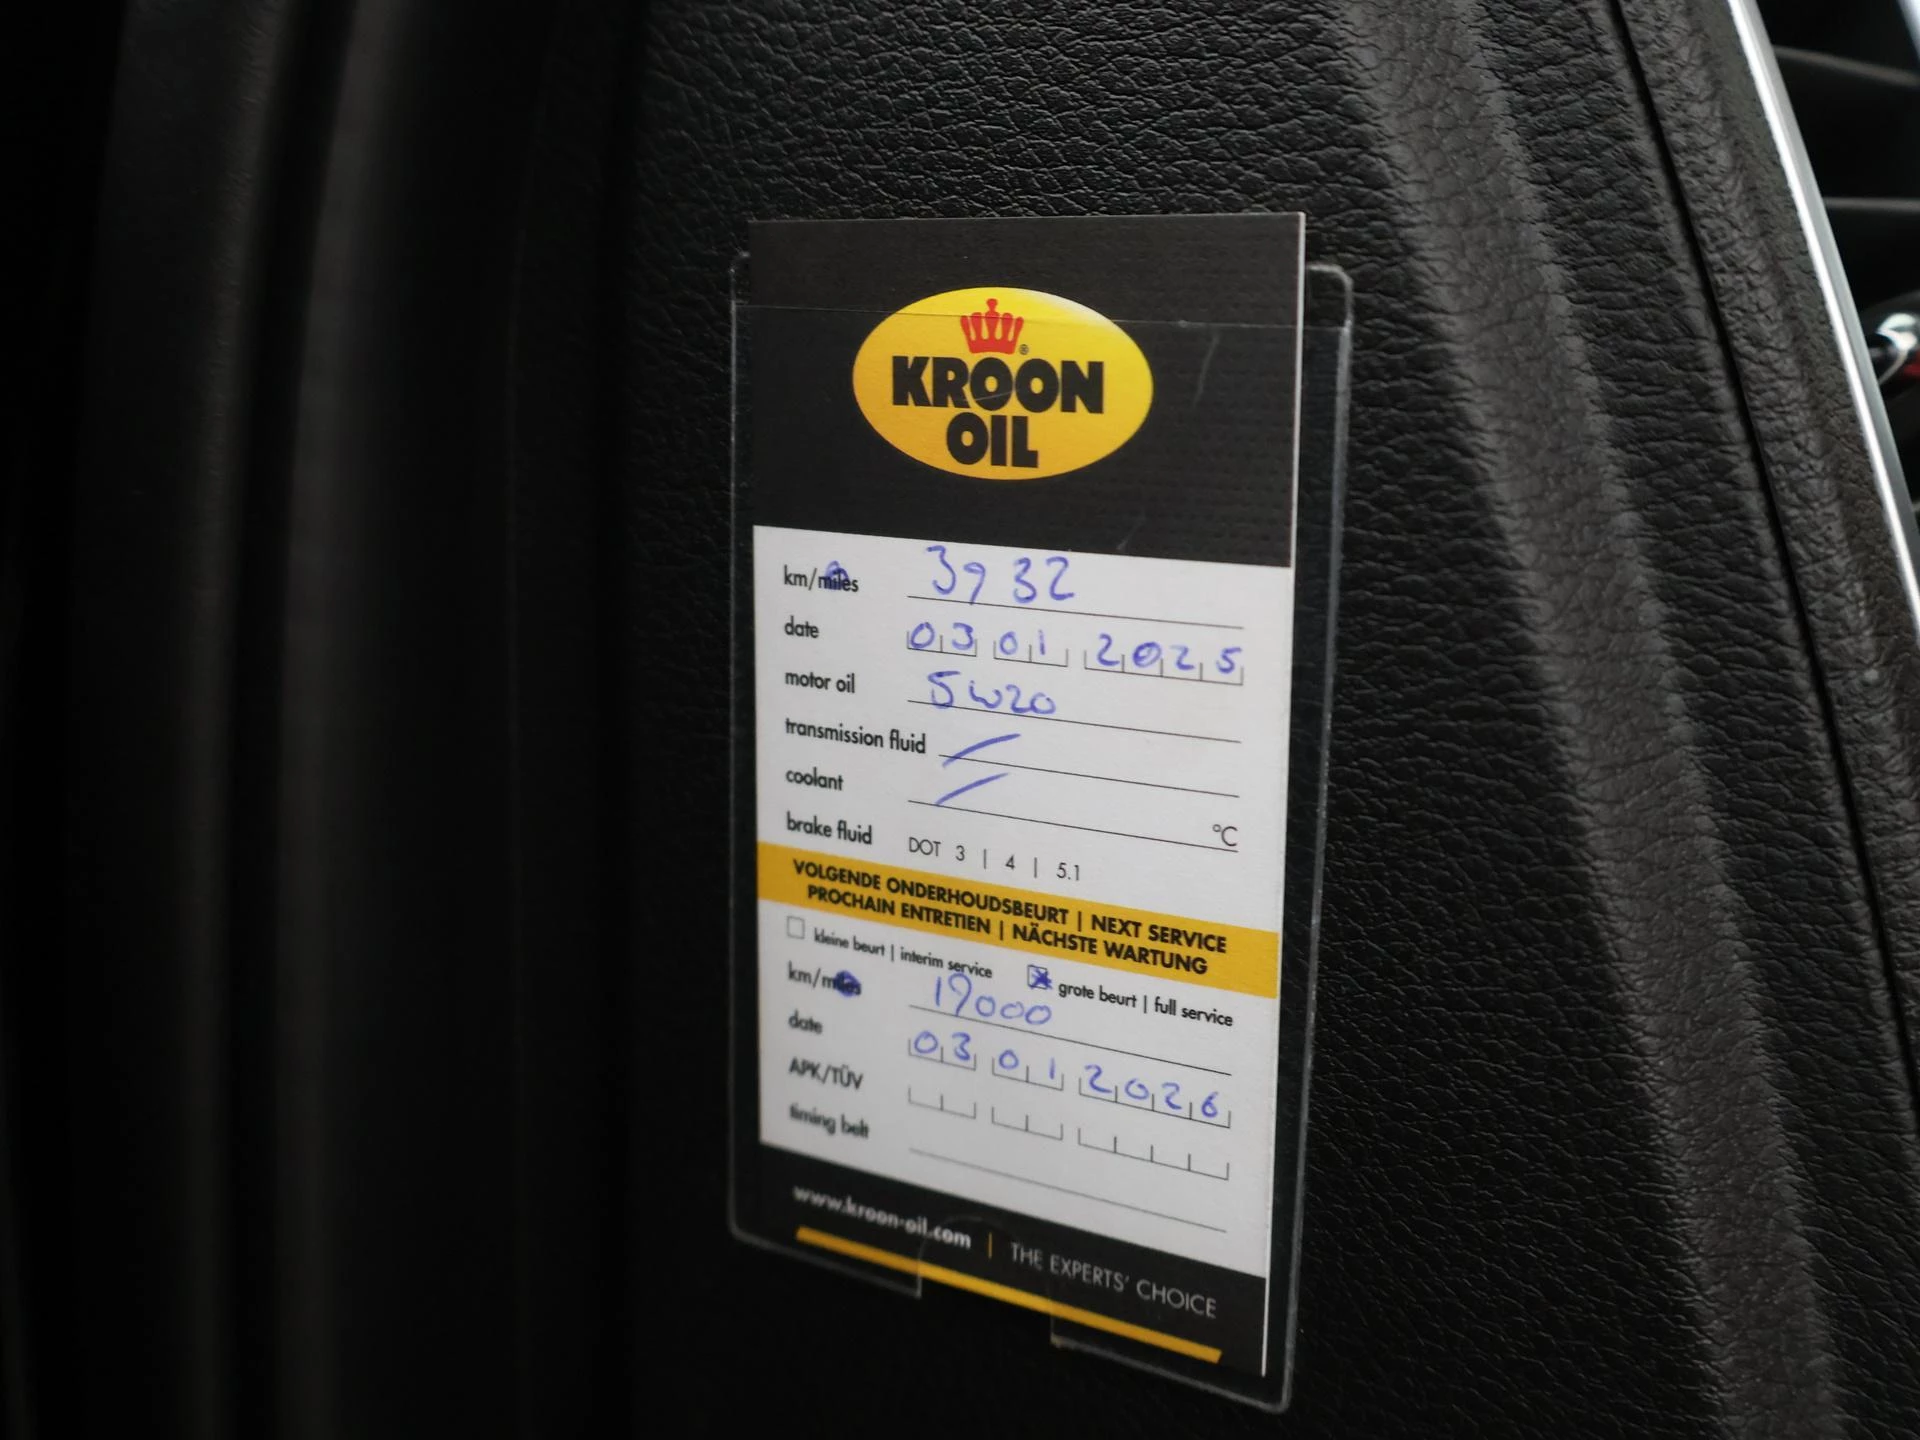 KROON
OIL
km/miles 3932
date 03 01 2025
motor oil 5W20
transmission fluid
coolant °C
brake fluid DOT 3 | 4 | 5.1
VOLGENDE ONDERHOUDSBEURT | NEXT SERVICE
PROCHAIN ENTRETIEN | NÄCHSTE WARTUNG
kleine beurt | interim service grote beurt | full service
km/miles 19000
date 03 01 2026
APK/TÜV
timing belt
www.kroon-oil.com | THE EXPERTS' CHOICE